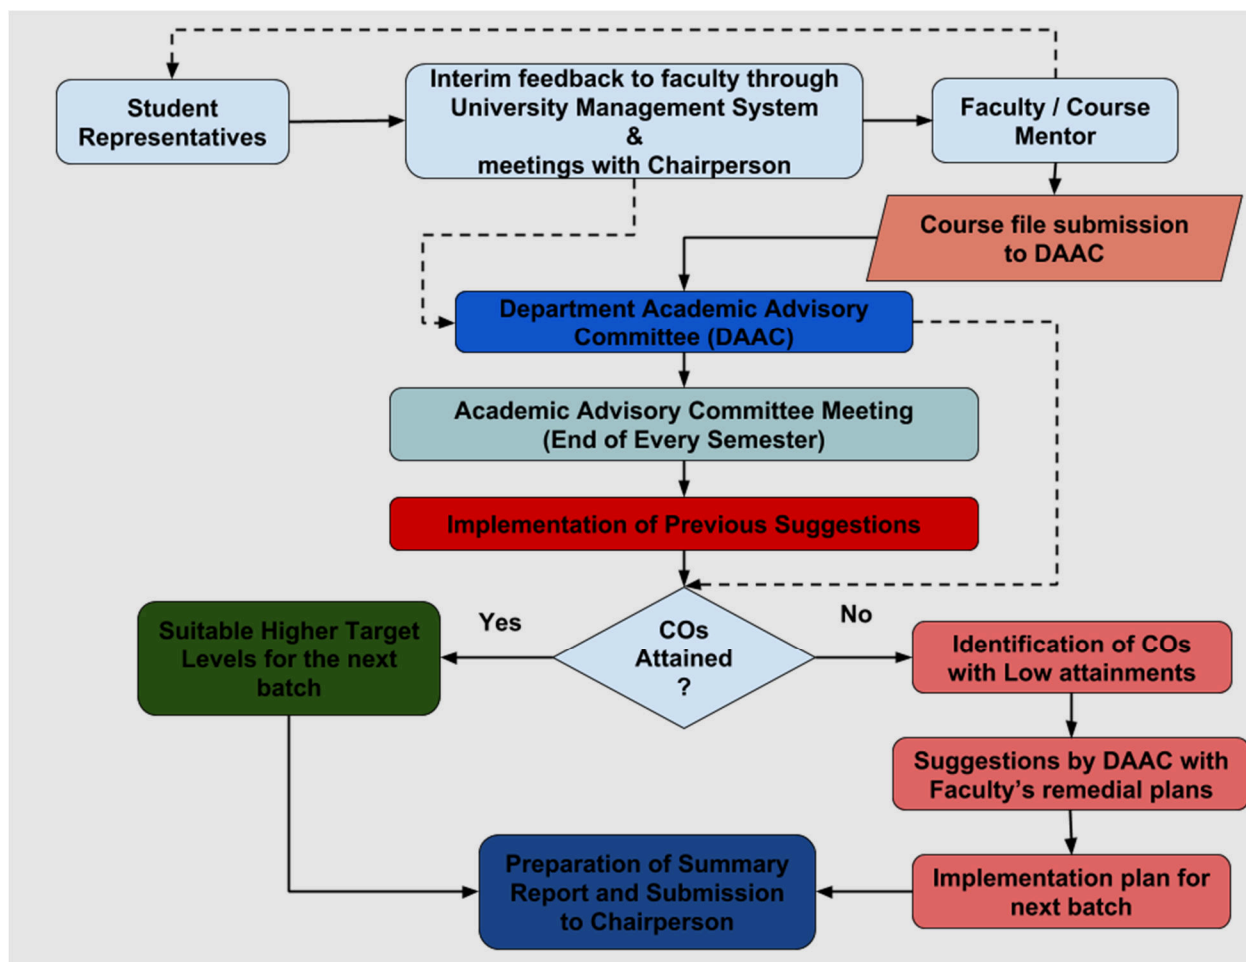 Student
Representatives
Interim feedback to faculty through
University Management System
&
meetings with Chairperson
Faculty / Course
Mentor
Course file submission
to DAAC
Department Academic Advisory
Committee (DAAC)
Academic Advisory Committee Meeting
(End of Every Semester)
Implementation of Previous Suggestions
COs
Attained
?
Yes
No
Suitable Higher Target
Levels for the next
batch
Identification of COs
with Low attainments
Suggestions by DAAC with
Faculty’s remedial plans
Implementation plan for
next batch
Preparation of Summary
Report and Submission
to Chairperson